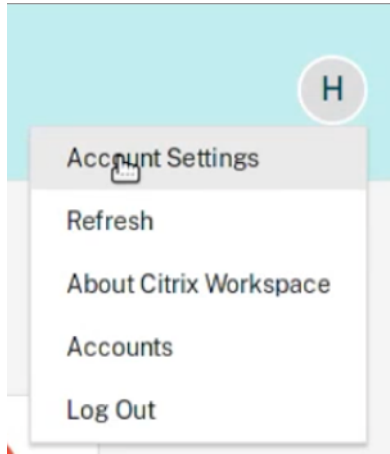 H
Account Settings
Refresh
About Citrix Workspace
Accounts
Log Out